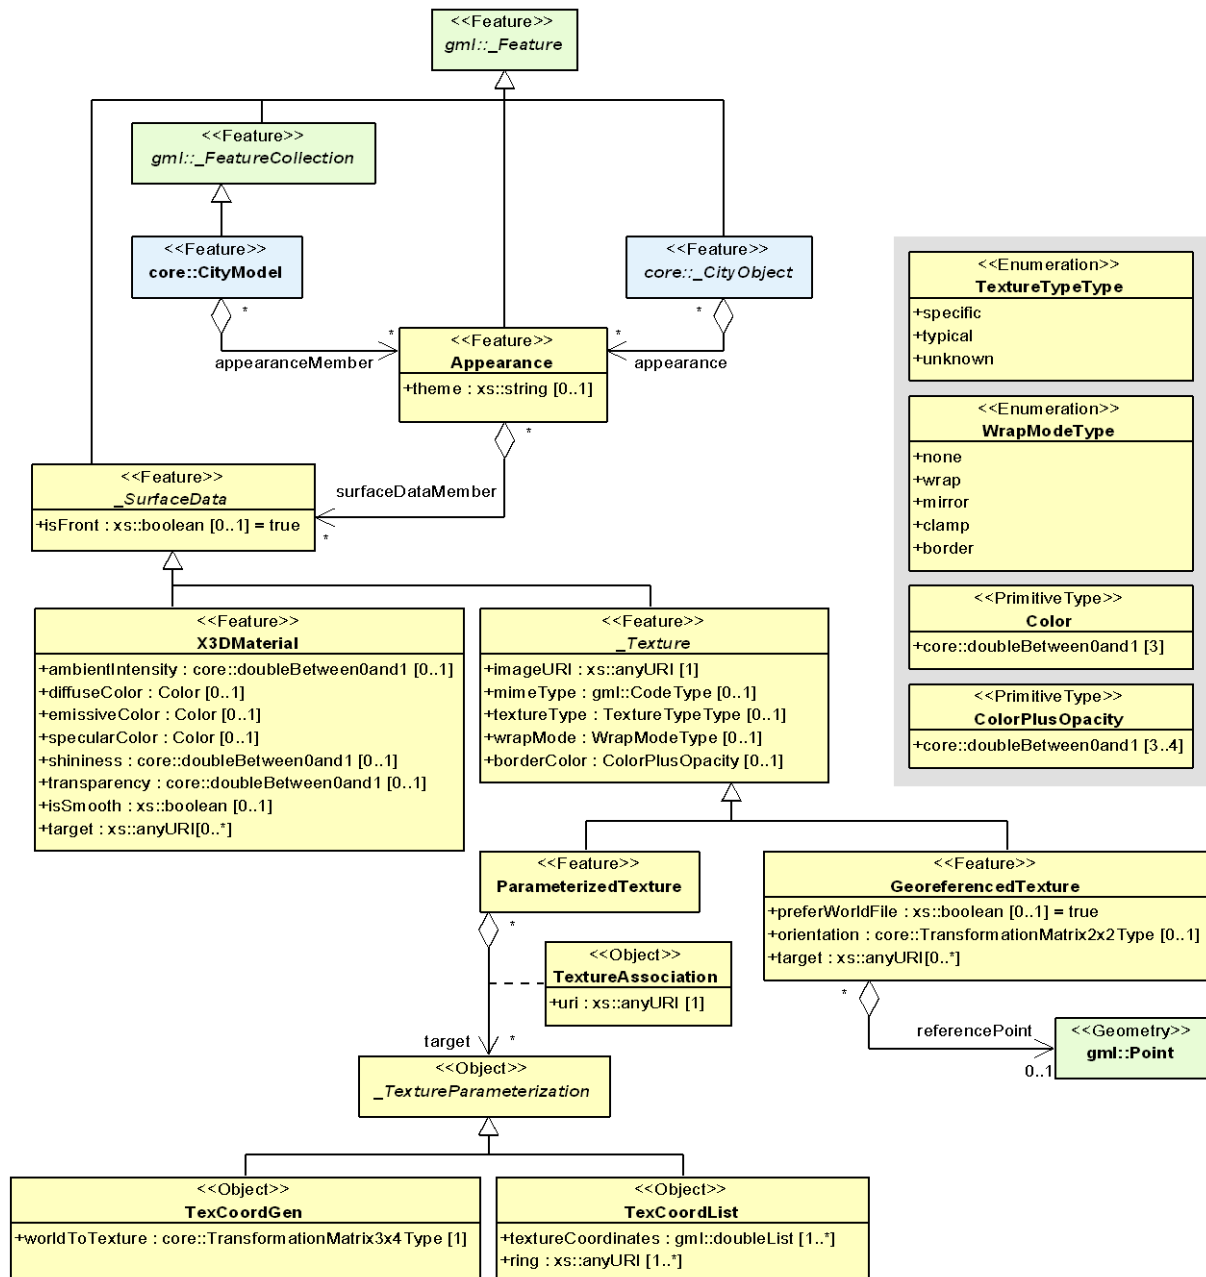 <<Feature>>
gml::_Feature
<<Feature>>
gml::_FeatureCollection
<<Feature>>
core::CityModel
*
appearanceMember
*
<<Feature>>
core::_CityObject
*
appearance
*
<<Feature>>
Appearance
+theme : xs::string [0..1]
*
surfaceDataMember
*
<<Feature>>
_SurfaceData
+isFront : xs::boolean [0..1] = true
<<Feature>>
X3DMaterial
+ambientIntensity : core::doubleBetween0and1 [0..1]
+diffuseColor : Color [0..1]
+emissiveColor : Color [0..1]
+specularColor : Color [0..1]
+shininess : core::doubleBetween0and1 [0..1]
+transparency : core::doubleBetween0and1 [0..1]
+isSmooth : xs::boolean [0..1]
+target : xs::anyURI[0..*]
<<Feature>>
_Texture
+imageURI : xs::anyURI [1]
+mimeType : gml::CodeType [0..1]
+textureType : TextureTypeType [0..1]
+wrapMode : WrapModeType [0..1]
+borderColor : ColorPlusOpacity [0..1]
<<Enumeration>>
TextureTypeType
+specific
+typical
+unknown
<<Enumeration>>
WrapModeType
+none
+wrap
+mirror
+clamp
+border
<<PrimitiveType>>
Color
+core::doubleBetween0and1 [3]
<<PrimitiveType>>
ColorPlusOpacity
+core::doubleBetween0and1 [3..4]
<<Feature>>
ParameterizedTexture
*
<<Object>>
TextureAssociation
+uri : xs::anyURI [1]
target
*
<<Feature>>
GeoreferencedTexture
+preferWorldFile : xs::boolean [0..1] = true
+orientation : core::TransformationMatrix2x2Type [0..1]
+target : xs::anyURI[0..*]
*
referencePoint
0..1
<<Geometry>>
gml::Point
<<Object>>
_TextureParameterization
<<Object>>
TexCoordGen
+worldToTexture : core::TransformationMatrix3x4Type [1]
<<Object>>
TexCoordList
+textureCoordinates : gml::doubleList [1..*]
+ring : xs::anyURI [1..*]